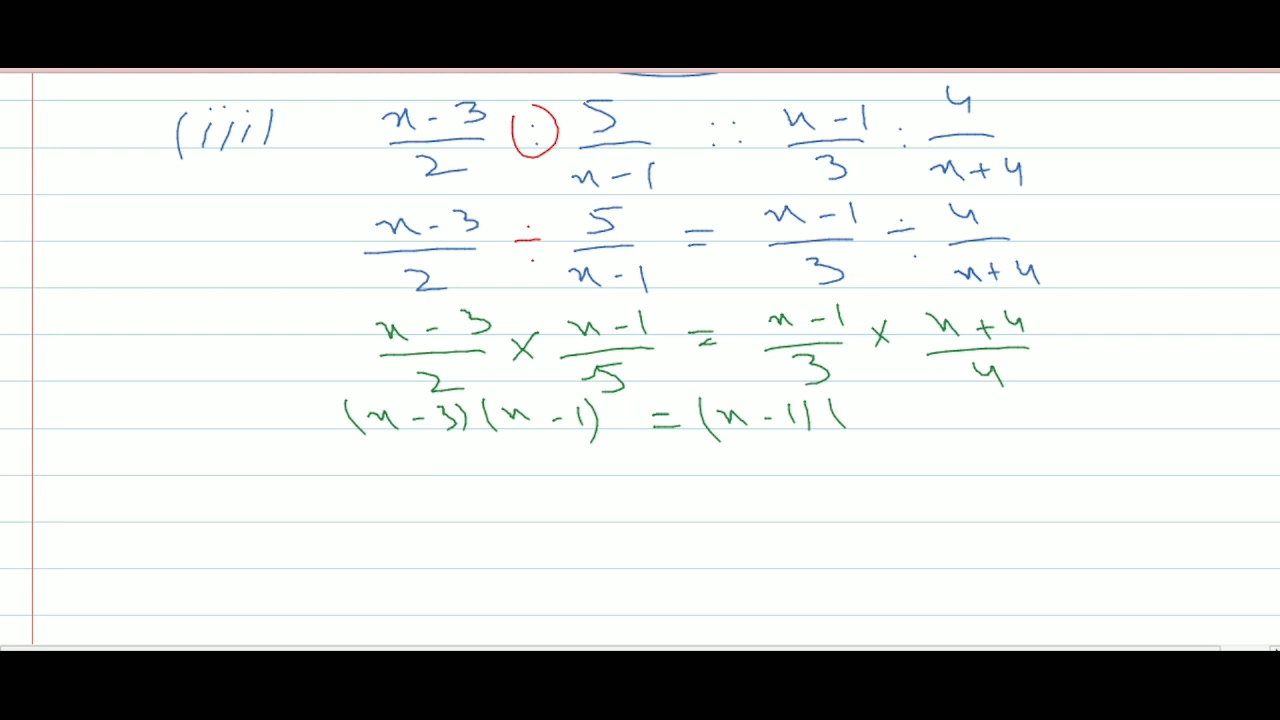 (iii) (x-3)/2 : 5/(x-1) :: (x-1)/3 : 4/(x+4)
(x-3)/2 ÷ 5/(x-1) = (x-1)/3 ÷ 4/(x+4)
(x-3)/2 × (x-1)/5 = (x-1)/3 × (x+4)/4
(x-3)(x-1) = (x-1)(